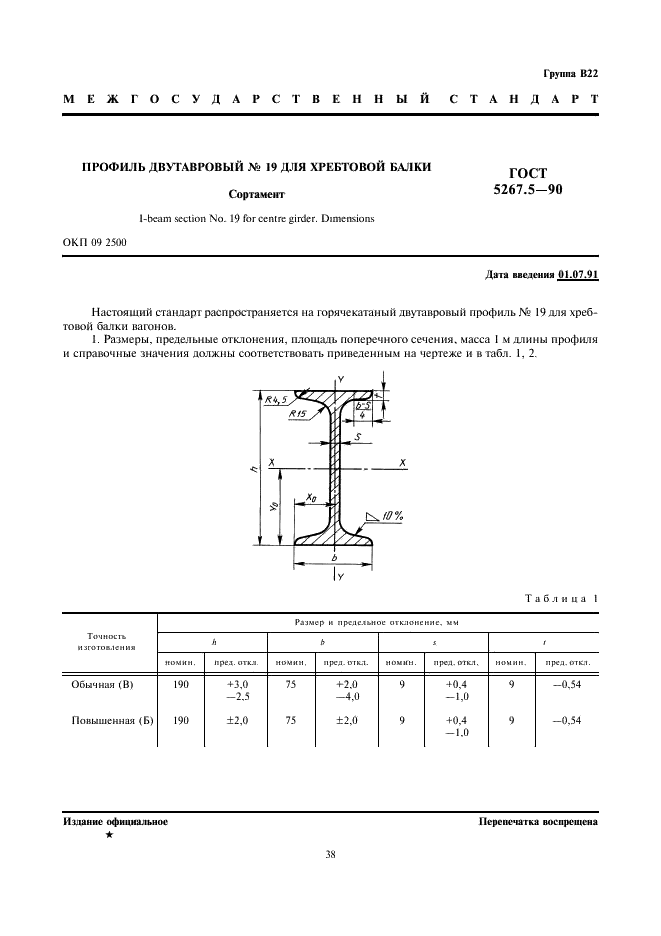 Группа В22
МЕЖГОСУДАРСТВЕННЫЙ СТАНДАРТ
ПРОФИЛЬ ДВУТАВРОВЫЙ № 19 ДЛЯ ХРЕБТОВОЙ БАЛКИ
Сортамент
I-beam section No. 19 for centre girder. Dimensions
ГОСТ
5267.5—90
ОКП 09 2500
Дата введения 01.07.91
Настоящий стандарт распространяется на горячекатаный двутавровый профиль № 19 для хреб-
товой балки вагонов.
1. Размеры, предельные отклонения, площадь поперечного сечения, масса 1 м длины профиля
и справочные значения должны соответствовать приведенным на чертеже и в табл. 1, 2.
Y
t
R4,5
R15
b-S
4
S
h
X X
Y₀
X₀
10%
b
Y
Таблица 1
Точность
изготовления
Размер и предельное отклонение, мм
h b s t
номин. пред. откл. номин. пред. откл. номин. пред. откл. номин. пред. откл.
Обычная (В) 190 +3,0 75 +2,0 9 +0,4 9 —0,54
—2,5 —4,0 —1,0
Повышенная (Б) 190 ±2,0 75 ±2,0 9 +0,4 9 —0,54
—1,0
Издание официальное Перепечатка воспрещена
★
38